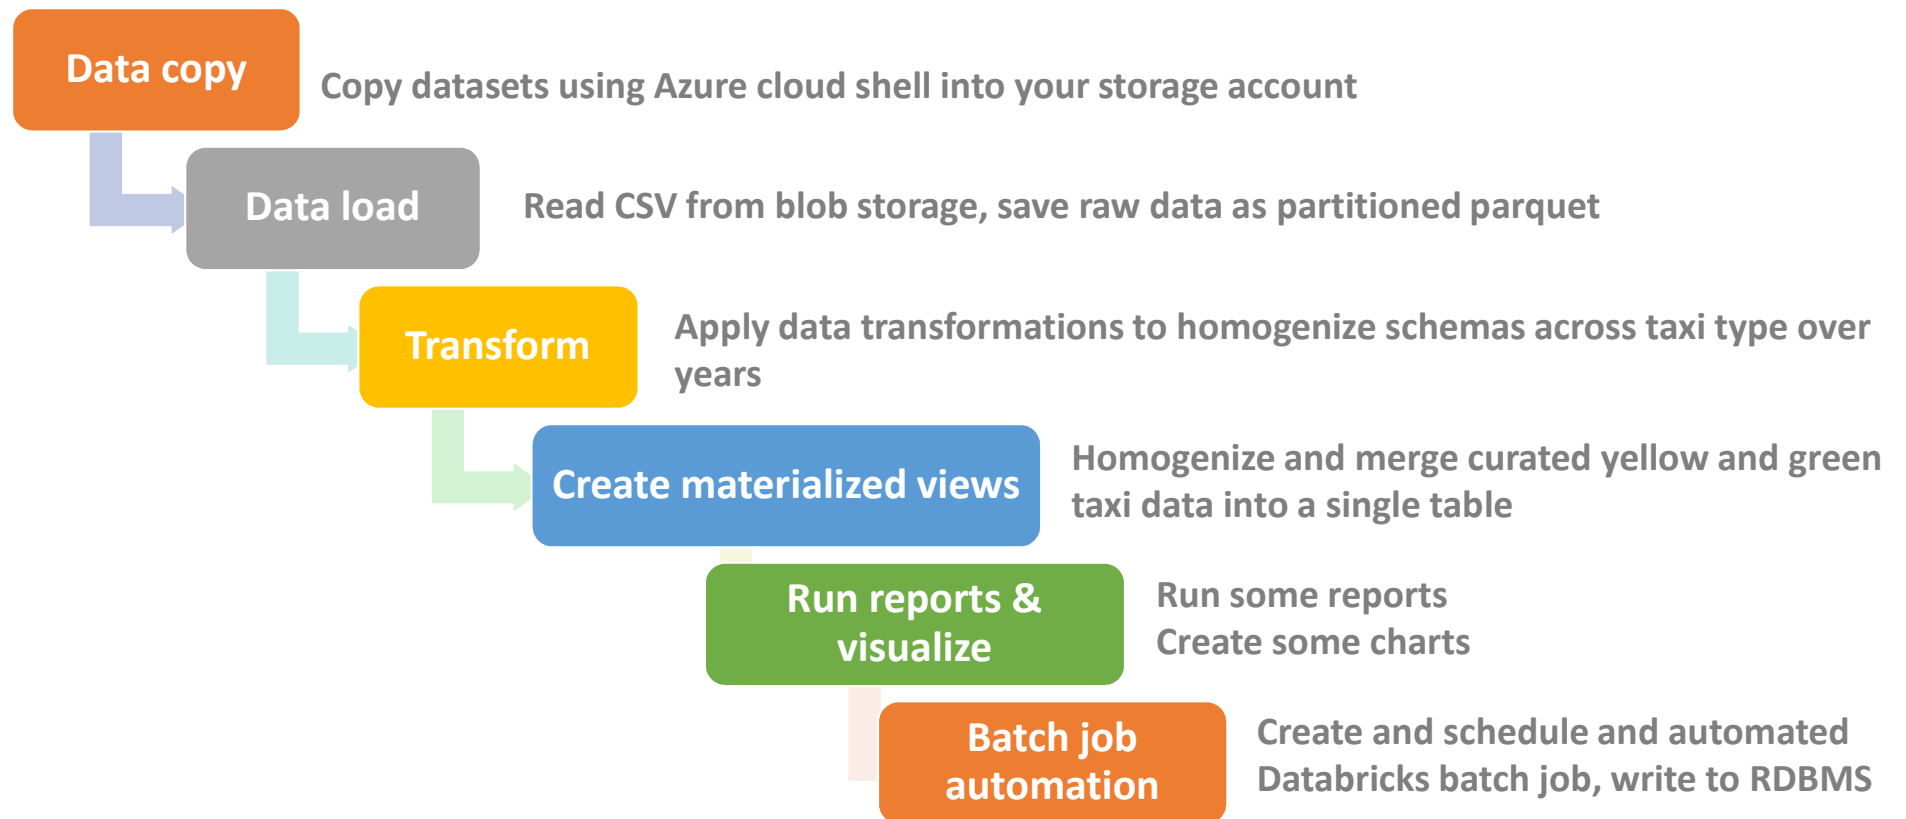 Data copy
Copy datasets using Azure cloud shell into your storage account
Data load
Read CSV from blob storage, save raw data as partitioned parquet
Transform
Apply data transformations to homogenize schemas across taxi type over
years
Create materialized views
Homogenize and merge curated yellow and green
taxi data into a single table
Run reports &
visualize
Run some reports
Create some charts
Batch job
automation
Create and schedule and automated
Databricks batch job, write to RDBMS